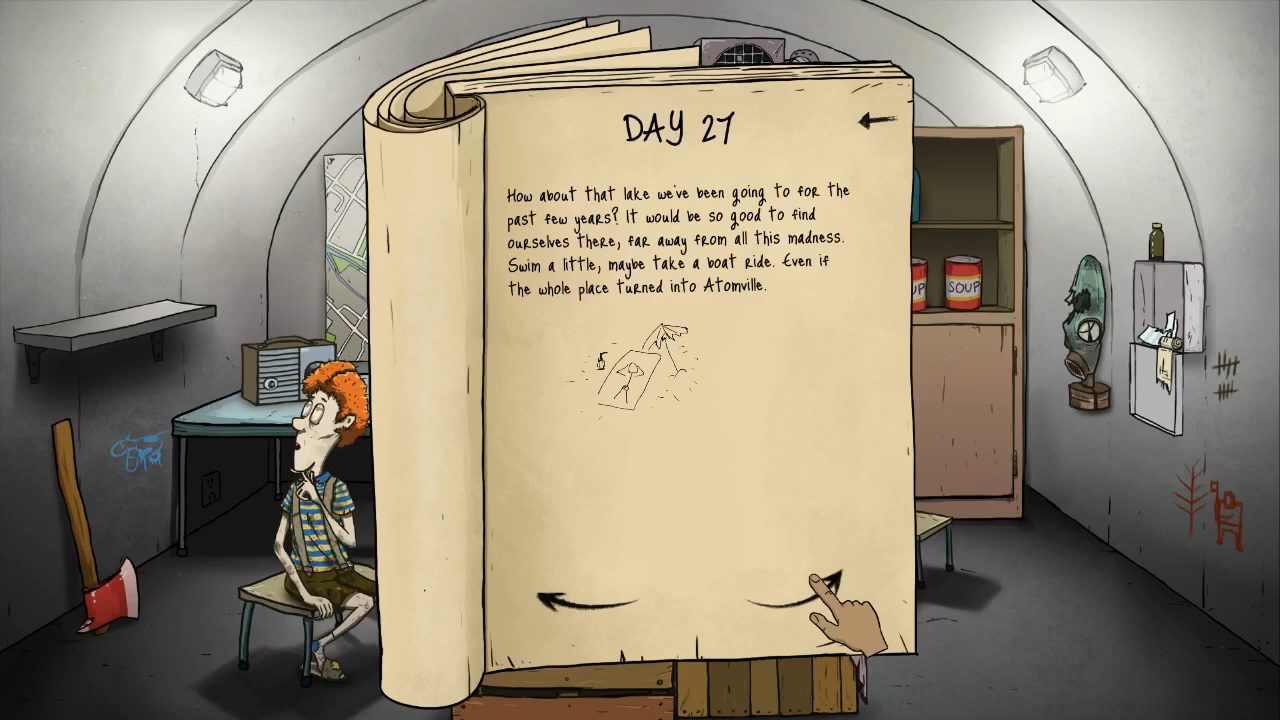 DAY 27
How about that lake we've been going to for the
past few years? It would be so good to find
ourselves there, far away from all this madness.
Swim a little, maybe take a boat ride. Even if
the whole place turned into Atomville.
UP
SOUP